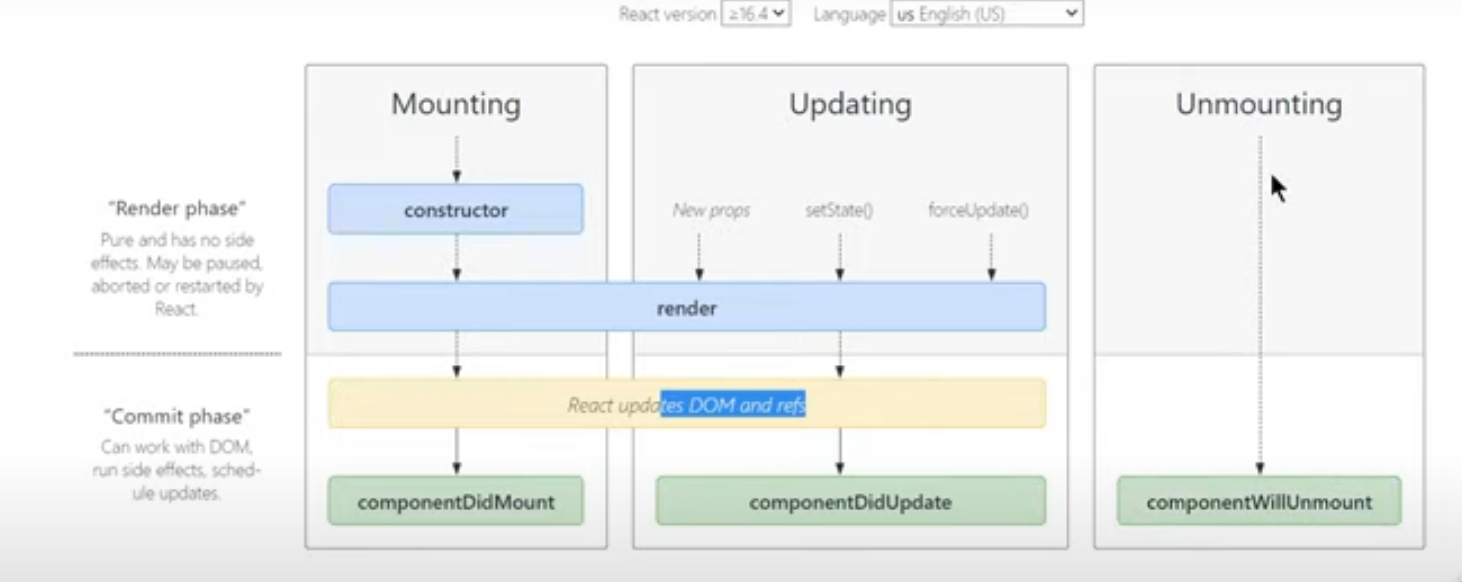 React version ≥16.4 Language us English (US)
Mounting
Updating
Unmounting
"Render phase"
Pure and has no side
effects. May be paused,
aborted or restarted by
React.
constructor
New props
setState()
forceUpdate()
render
"Commit phase"
Can work with DOM,
run side effects, sched-
ule updates.
React updates DOM and refs
componentDidMount
componentDidUpdate
componentWillUnmount